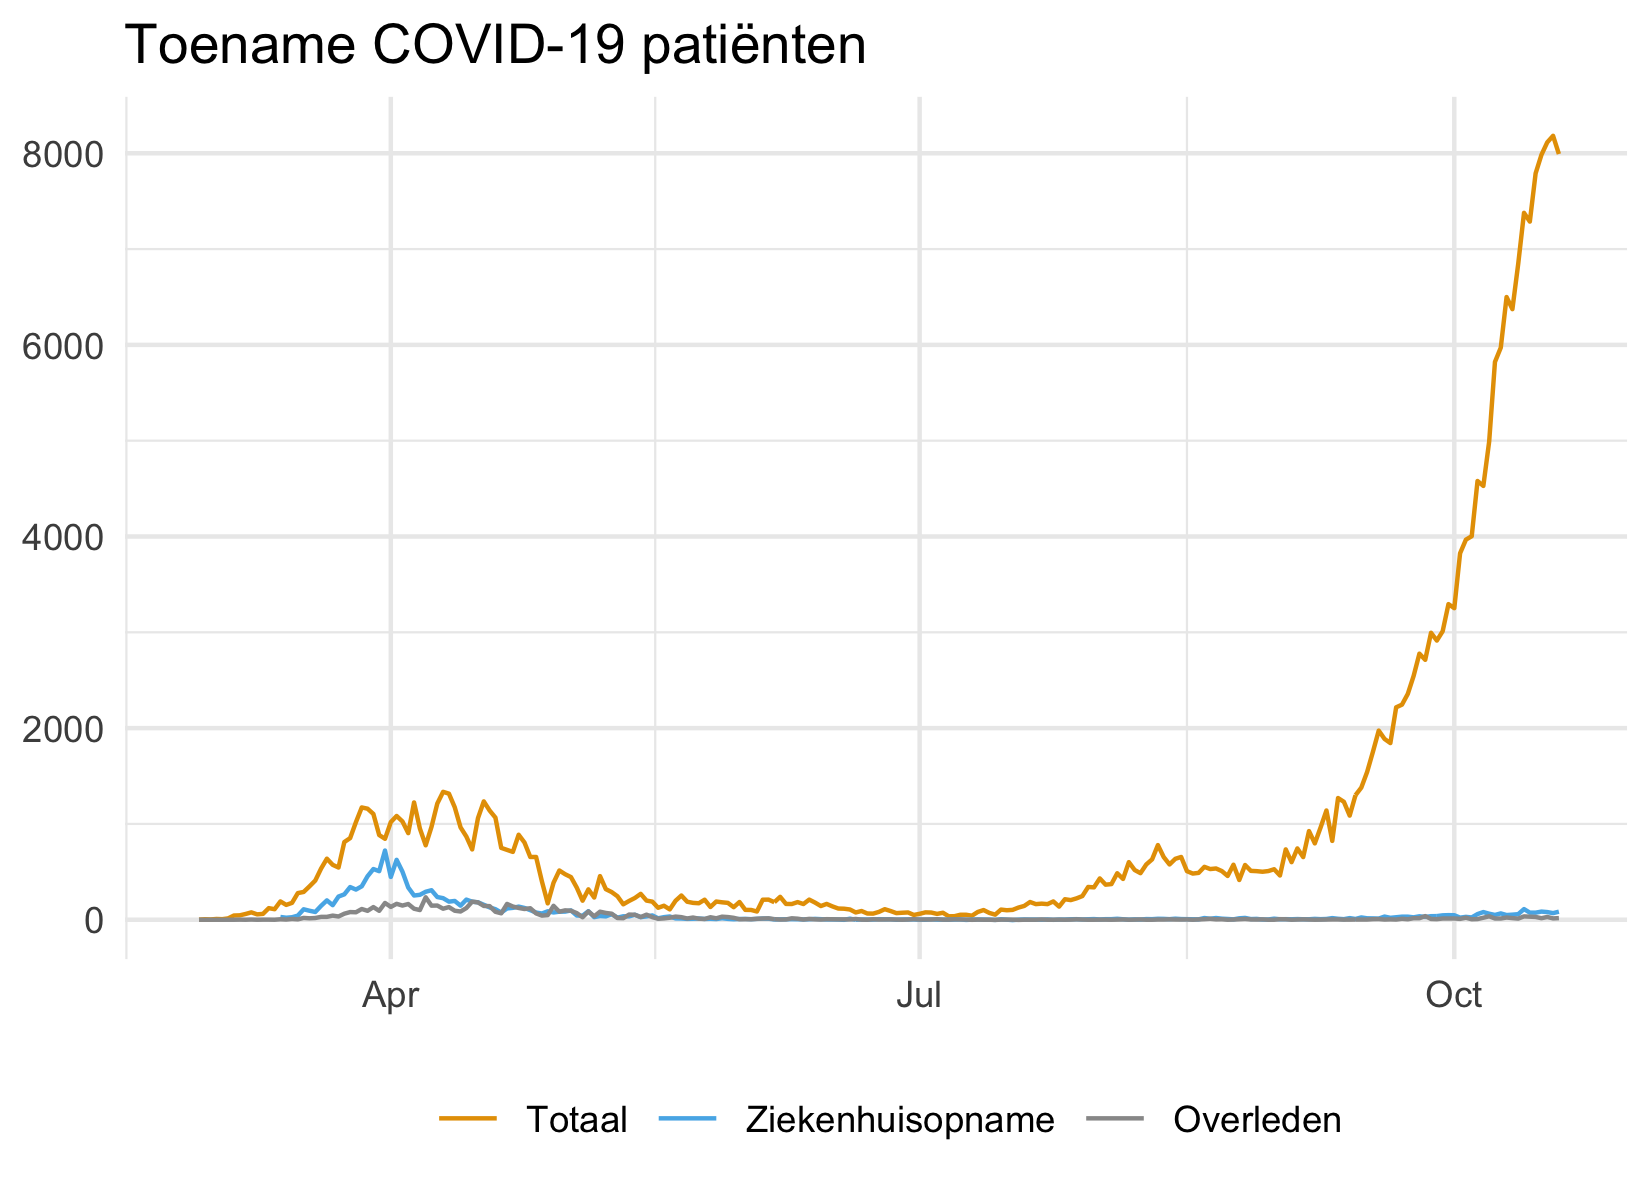 Toename COVID-19 patiënten
8000
6000
4000
2000
0
Apr Jul Oct
Totaal Ziekenhuisopname Overleden